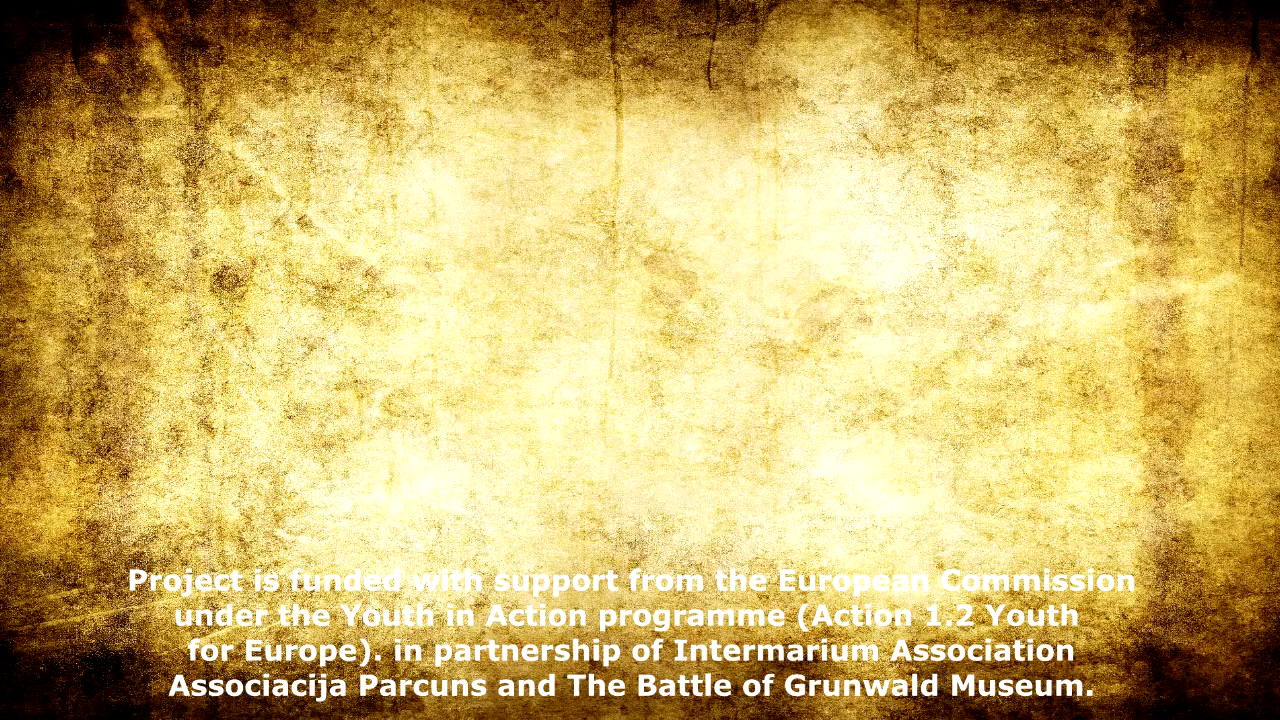 Project is funded with support from the European Commission
under the Youth in Action programme (Action 1.2 Youth
for Europe). in partnership of Intermarium Association
Associacija Parcuns and The Battle of Grunwald Museum.